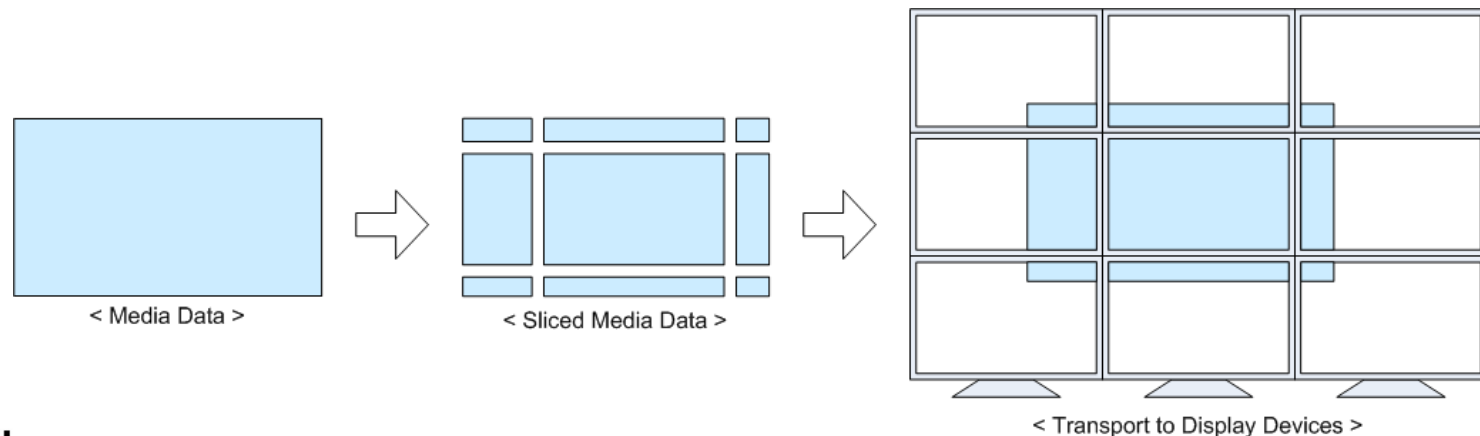 < Media Data >
< Sliced Media Data >
< Transport to Display Devices >